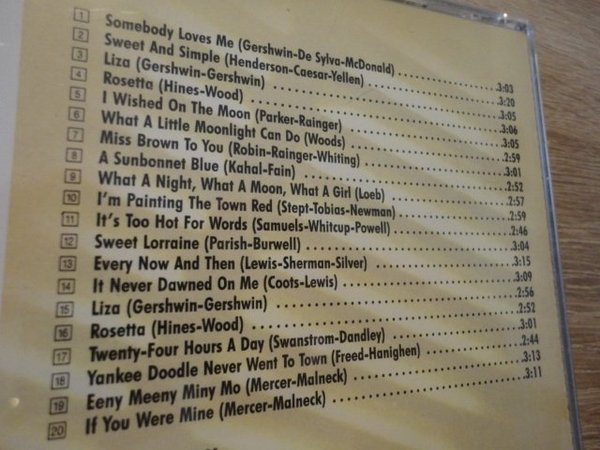 1 Somebody Loves Me (Gershwin-De Sylva-McDonald) 3:03
2 Sweet And Simple (Henderson-Caesar-Yellen) 3:20
3 Liza (Gershwin-Gershwin) 3:05
4 Rosetta (Hines-Wood) 3:06
5 I Wished On The Moon (Parker-Rainger) 3:05
6 What A Little Moonlight Can Do (Woods) 2:59
7 Miss Brown To You (Robin-Rainger-Whiting) 3:01
8 A Sunbonnet Blue (Kahal-Fain) 2:52
9 What A Night, What A Moon, What A Girl (Loeb) 2:57
10 I'm Painting The Town Red (Stept-Tobias-Newman) 2:59
11 It's Too Hot For Words (Samuels-Whitcup-Powell) 2:46
12 Sweet Lorraine (Parish-Burwell) 3:04
13 Every Now And Then (Lewis-Sherman-Silver) 3:15
14 It Never Dawned On Me (Coots-Lewis) 3:09
15 Liza (Gershwin-Gershwin) 2:56
16 Rosetta (Hines-Wood) 2:52
17 Twenty-Four Hours A Day (Swanstrom-Dandley) 3:01
18 Yankee Doodle Never Went To Town (Freed-Hanighen) 2:44
19 Eeny Meeny Miny Mo (Mercer-Malneck) 3:13
20 If You Were Mine (Mercer-Malneck) 3:11